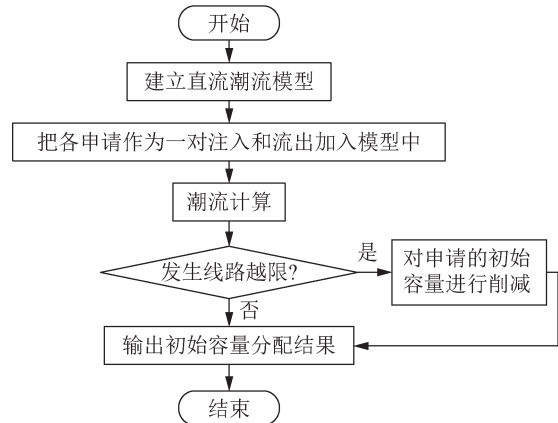 开始
建立直流潮流模型
把各申请作为一对注入和流出加入模型中
潮流计算
发生线路越限?
是
对申请的初始
容量进行削减
否
输出初始容量分配结果
结束